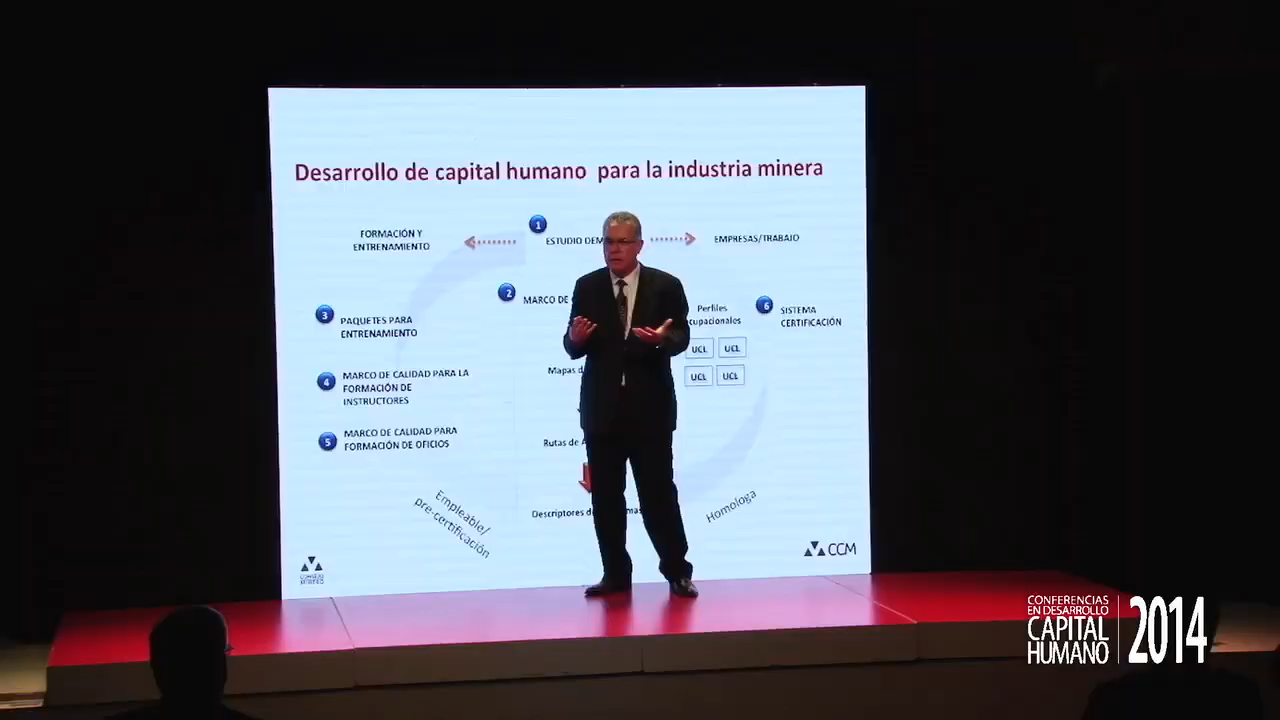 Desarrollo de capital humano para la industria minera
FORMACIÓN Y
ENTRENAMIENTO
1
ESTUDIO
EMPRESAS/TRABAJO
2
MARCO DE
3
PAQUETES PARA
ENTRENAMIENTO
Perfiles
6
SISTEMA
CERTIFICACIÓN
UCL UCL
UCL UCL
4
MARCO DE CALIDAD PARA LA
FORMACIÓN DE
INSTRUCTORES
Mapas
5
MARCO DE CALIDAD PARA
FORMACIÓN DE OFICIOS
Rutas de
Descriptores
Empleable/
pre-certificación
Homologa
CONSEJO
MINERO
CCM
CONFERENCIAS
EN DESARROLLO
CAPITAL
HUMANO
2014